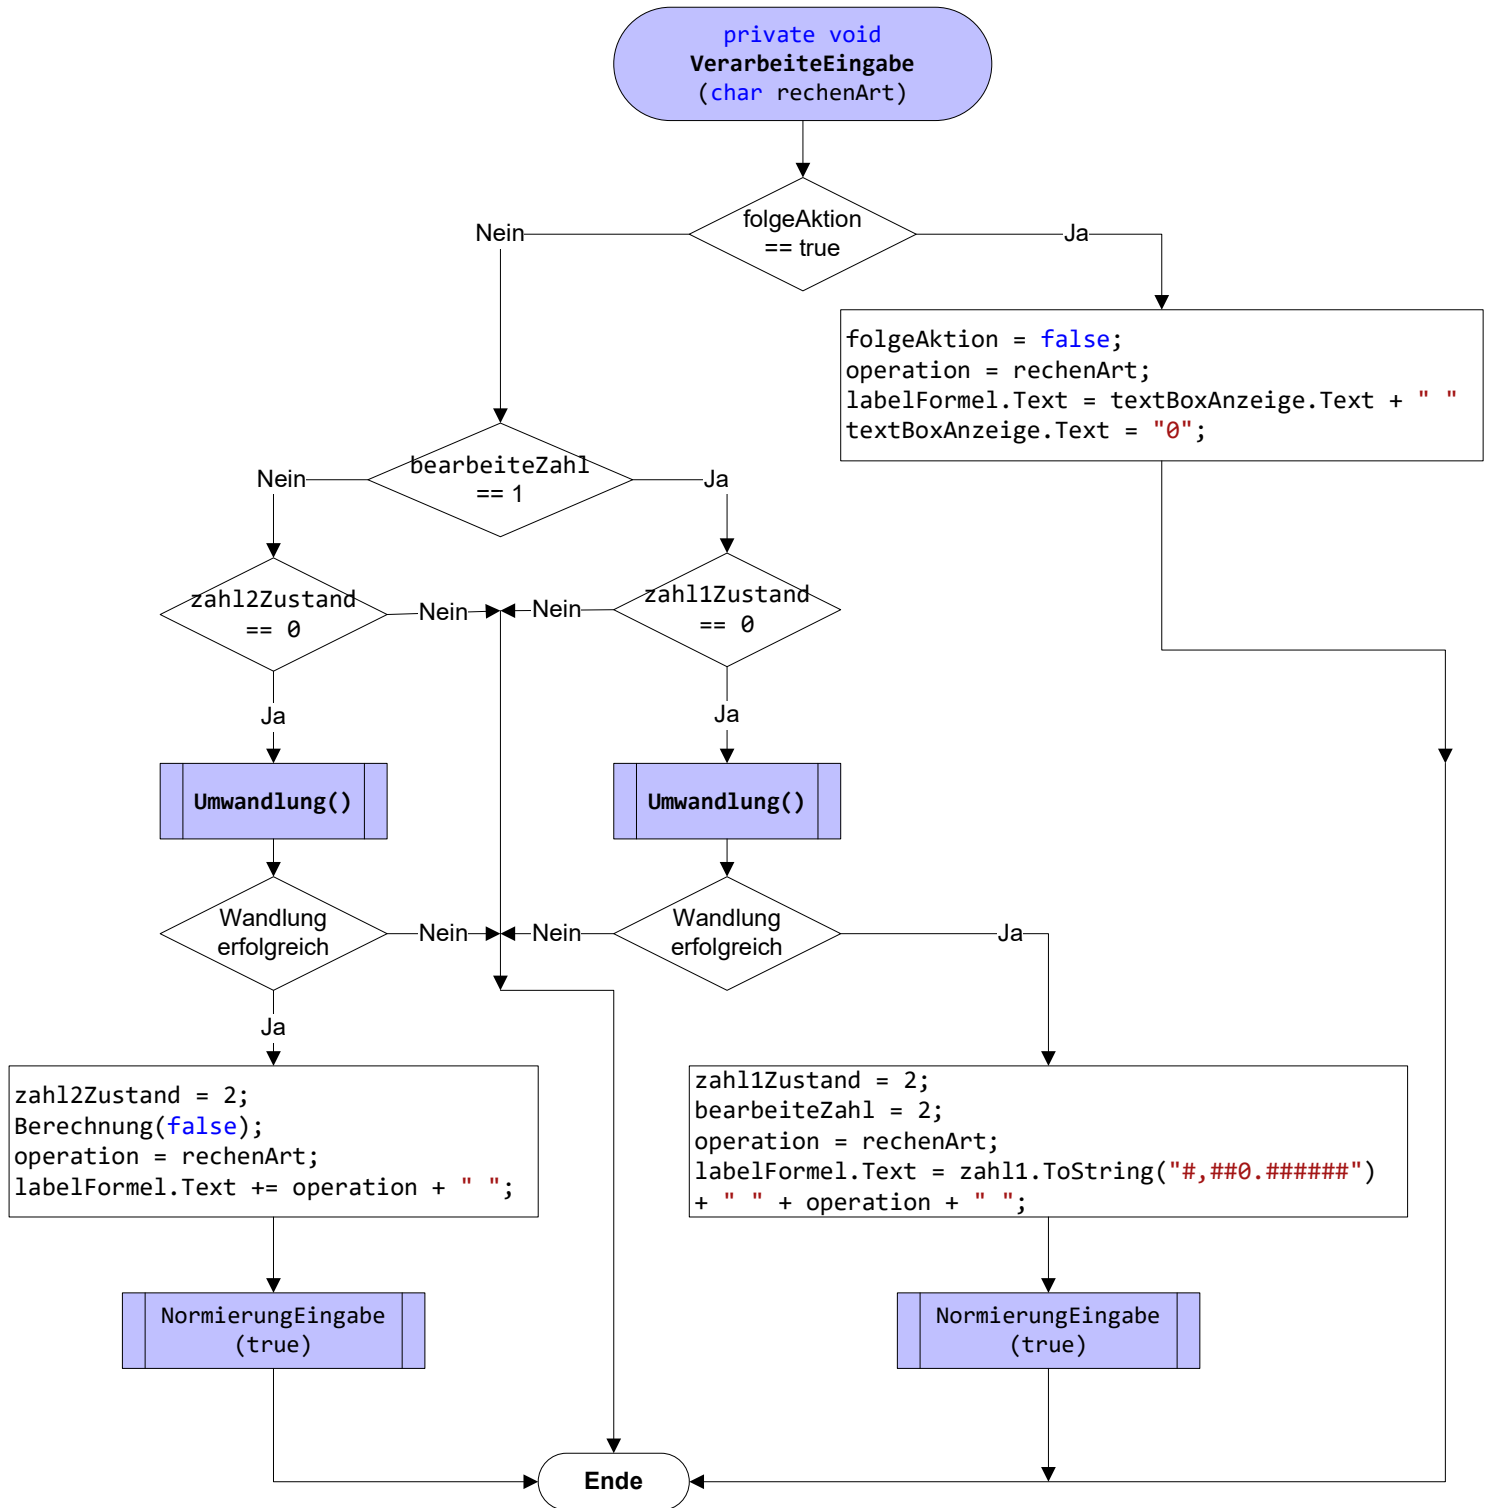 private void
VerarbeiteEingabe
(char rechenArt)
folgeAktion
== true
Nein
Ja
folgeAktion = false;
operation = rechenArt;
labelFormel.Text = textBoxAnzeige.Text + " "
textBoxAnzeige.Text = "0";
bearbeiteZahl
== 1
Nein
Ja
zahl2Zustand
== 0
Nein
Nein
zahl1Zustand
== 0
Ja
Ja
Umwandlung()
Umwandlung()
Wandlung
erfolgreich
Nein
Nein
Wandlung
erfolgreich
Ja
Ja
zahl2Zustand = 2;
Berechnung(false);
operation = rechenArt;
labelFormel.Text += operation + " ";
zahl1Zustand = 2;
bearbeiteZahl = 2;
operation = rechenArt;
labelFormel.Text = zahl1.ToString("#,##0.######")
+ " " + operation + " ";
NormierungEingabe
(true)
NormierungEingabe
(true)
Ende